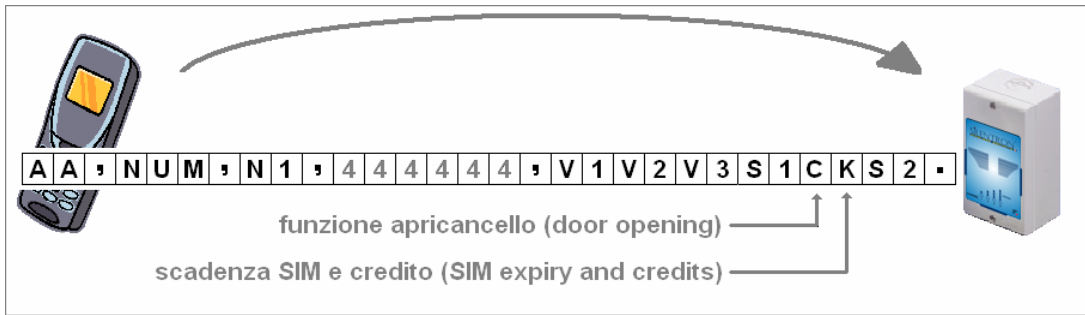 AA,NUM,N1,444444,V1V2V3S1CKS2.
funzione apricancello (door opening)
scadenza SIM e credito (SIM expiry and credits)